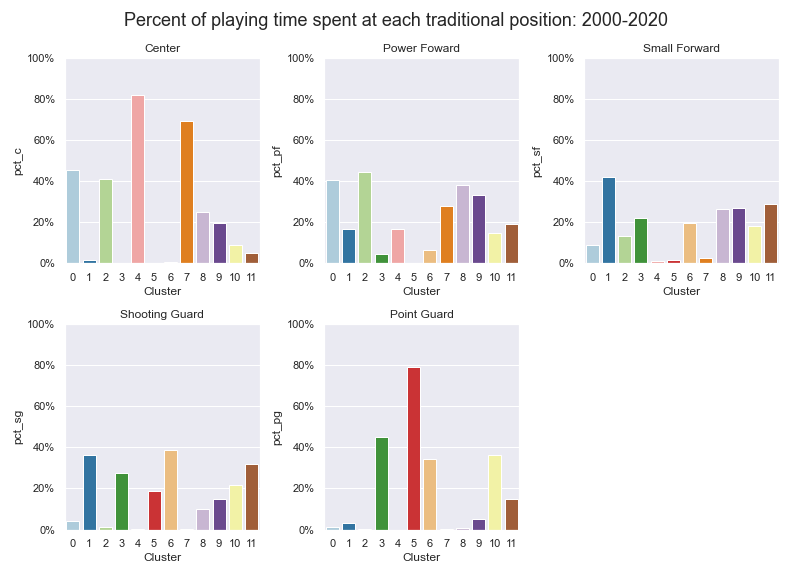 Percent of playing time spent at each traditional position: 2000-2020
Center
Power Foward
Small Forward
100%
80%
60%
40%
20%
0%
pct_c
0 1 2 3 4 5 6 7 8 9 10 11
Cluster
100%
80%
60%
40%
20%
0%
pct_pf
0 1 2 3 4 5 6 7 8 9 10 11
Cluster
100%
80%
60%
40%
20%
0%
pct_sf
0 1 2 3 4 5 6 7 8 9 10 11
Cluster
Shooting Guard
Point Guard
100%
80%
60%
40%
20%
0%
pct_sg
0 1 2 3 4 5 6 7 8 9 10 11
Cluster
100%
80%
60%
40%
20%
0%
pct_pg
0 1 2 3 4 5 6 7 8 9 10 11
Cluster